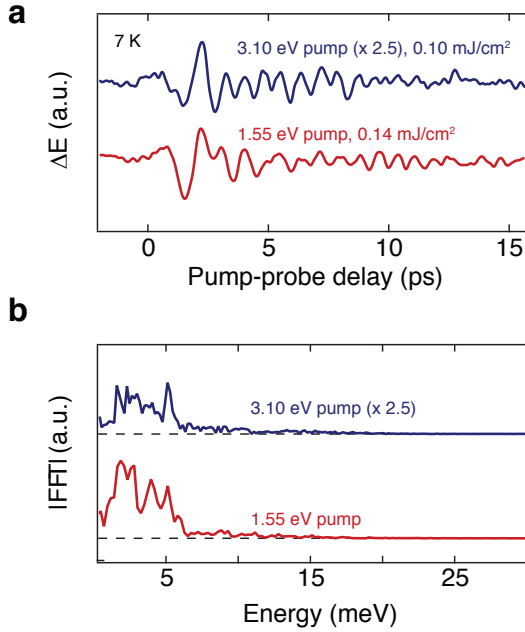 a
7 K
3.10 eV pump (x 2.5), 0.10 mJ/cm²
1.55 eV pump, 0.14 mJ/cm²
ΔE (a.u.)
0 5 10 15
Pump-probe delay (ps)
b
3.10 eV pump (x 2.5)
1.55 eV pump
|FFT| (a.u.)
5 15 25
Energy (meV)